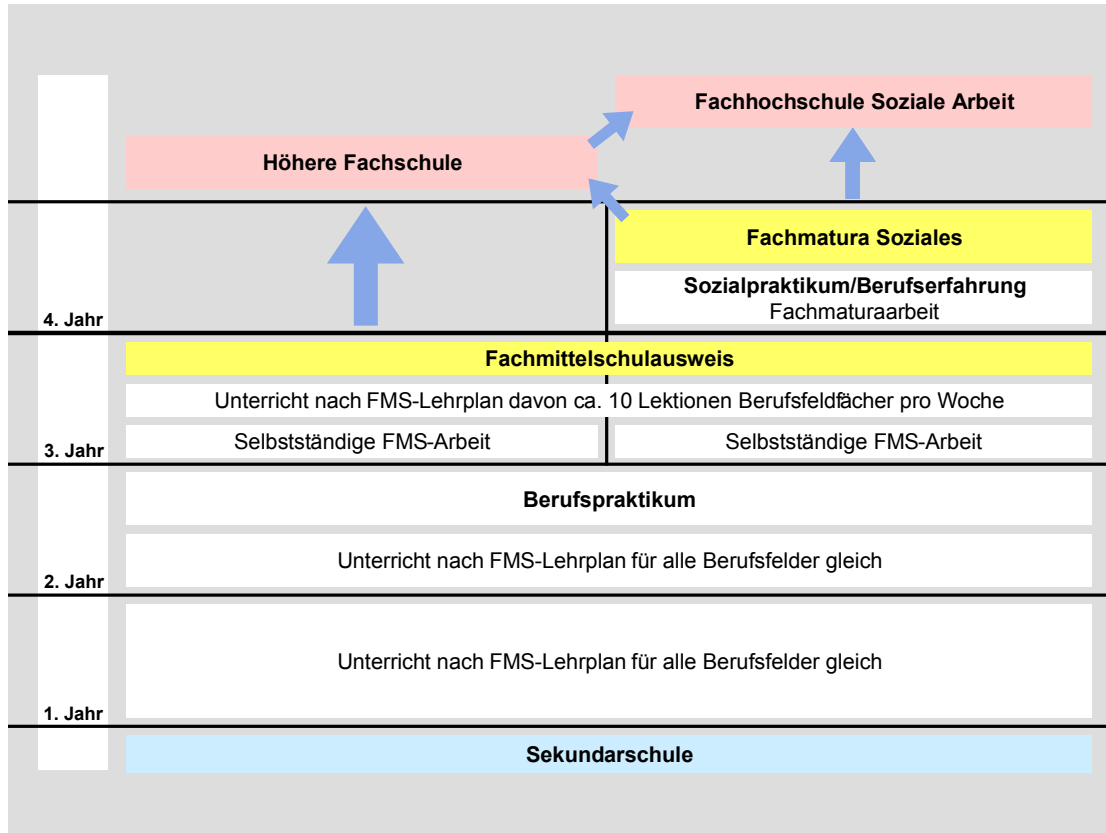 Fachhochschule Soziale Arbeit
Höhere Fachschule
Fachmatura Soziales
Sozialpraktikum/Berufserfahrung
Fachmaturaarbeit
4. Jahr
Fachmittelschulausweis
Unterricht nach FMS-Lehrplan davon ca. 10 Lektionen Berufsfeldfächer pro Woche
Selbstständige FMS-Arbeit
Selbstständige FMS-Arbeit
3. Jahr
Berufspraktikum
Unterricht nach FMS-Lehrplan für alle Berufsfelder gleich
2. Jahr
Unterricht nach FMS-Lehrplan für alle Berufsfelder gleich
1. Jahr
Sekundarschule